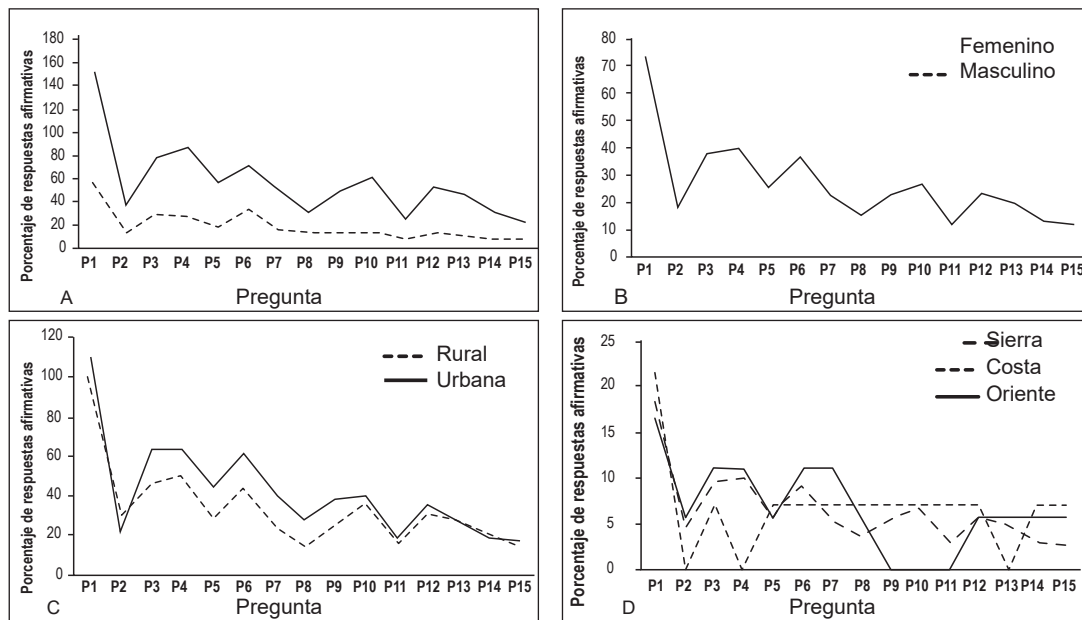 Porcentaje de respuestas afirmativas
180
160
140
120
100
80
60
40
20
0
P1 P2 P3 P4 P5 P6 P7 P8 P9 P10 P11 P12 P13 P14 P15
A Pregunta
Porcentaje de respuestas afirmativas
80
70
60
50
40
30
20
10
0
Femenino
Masculino
P1 P2 P3 P4 P5 P6 P7 P8 P9 P10 P11 P12 P13 P14 P15
B Pregunta
Porcentaje de respuestas afirmativas
120
100
80
60
40
20
0
Rural
Urbana
P1 P2 P3 P4 P5 P6 P7 P8 P9 P10 P11 P12 P13 P14 P15
C Pregunta
Porcentaje de respuestas afirmativas
25
20
15
10
5
0
Sierra
Costa
Oriente
P1 P2 P3 P4 P5 P6 P7 P8 P9 P10 P11 P12 P13 P14 P15
D Pregunta